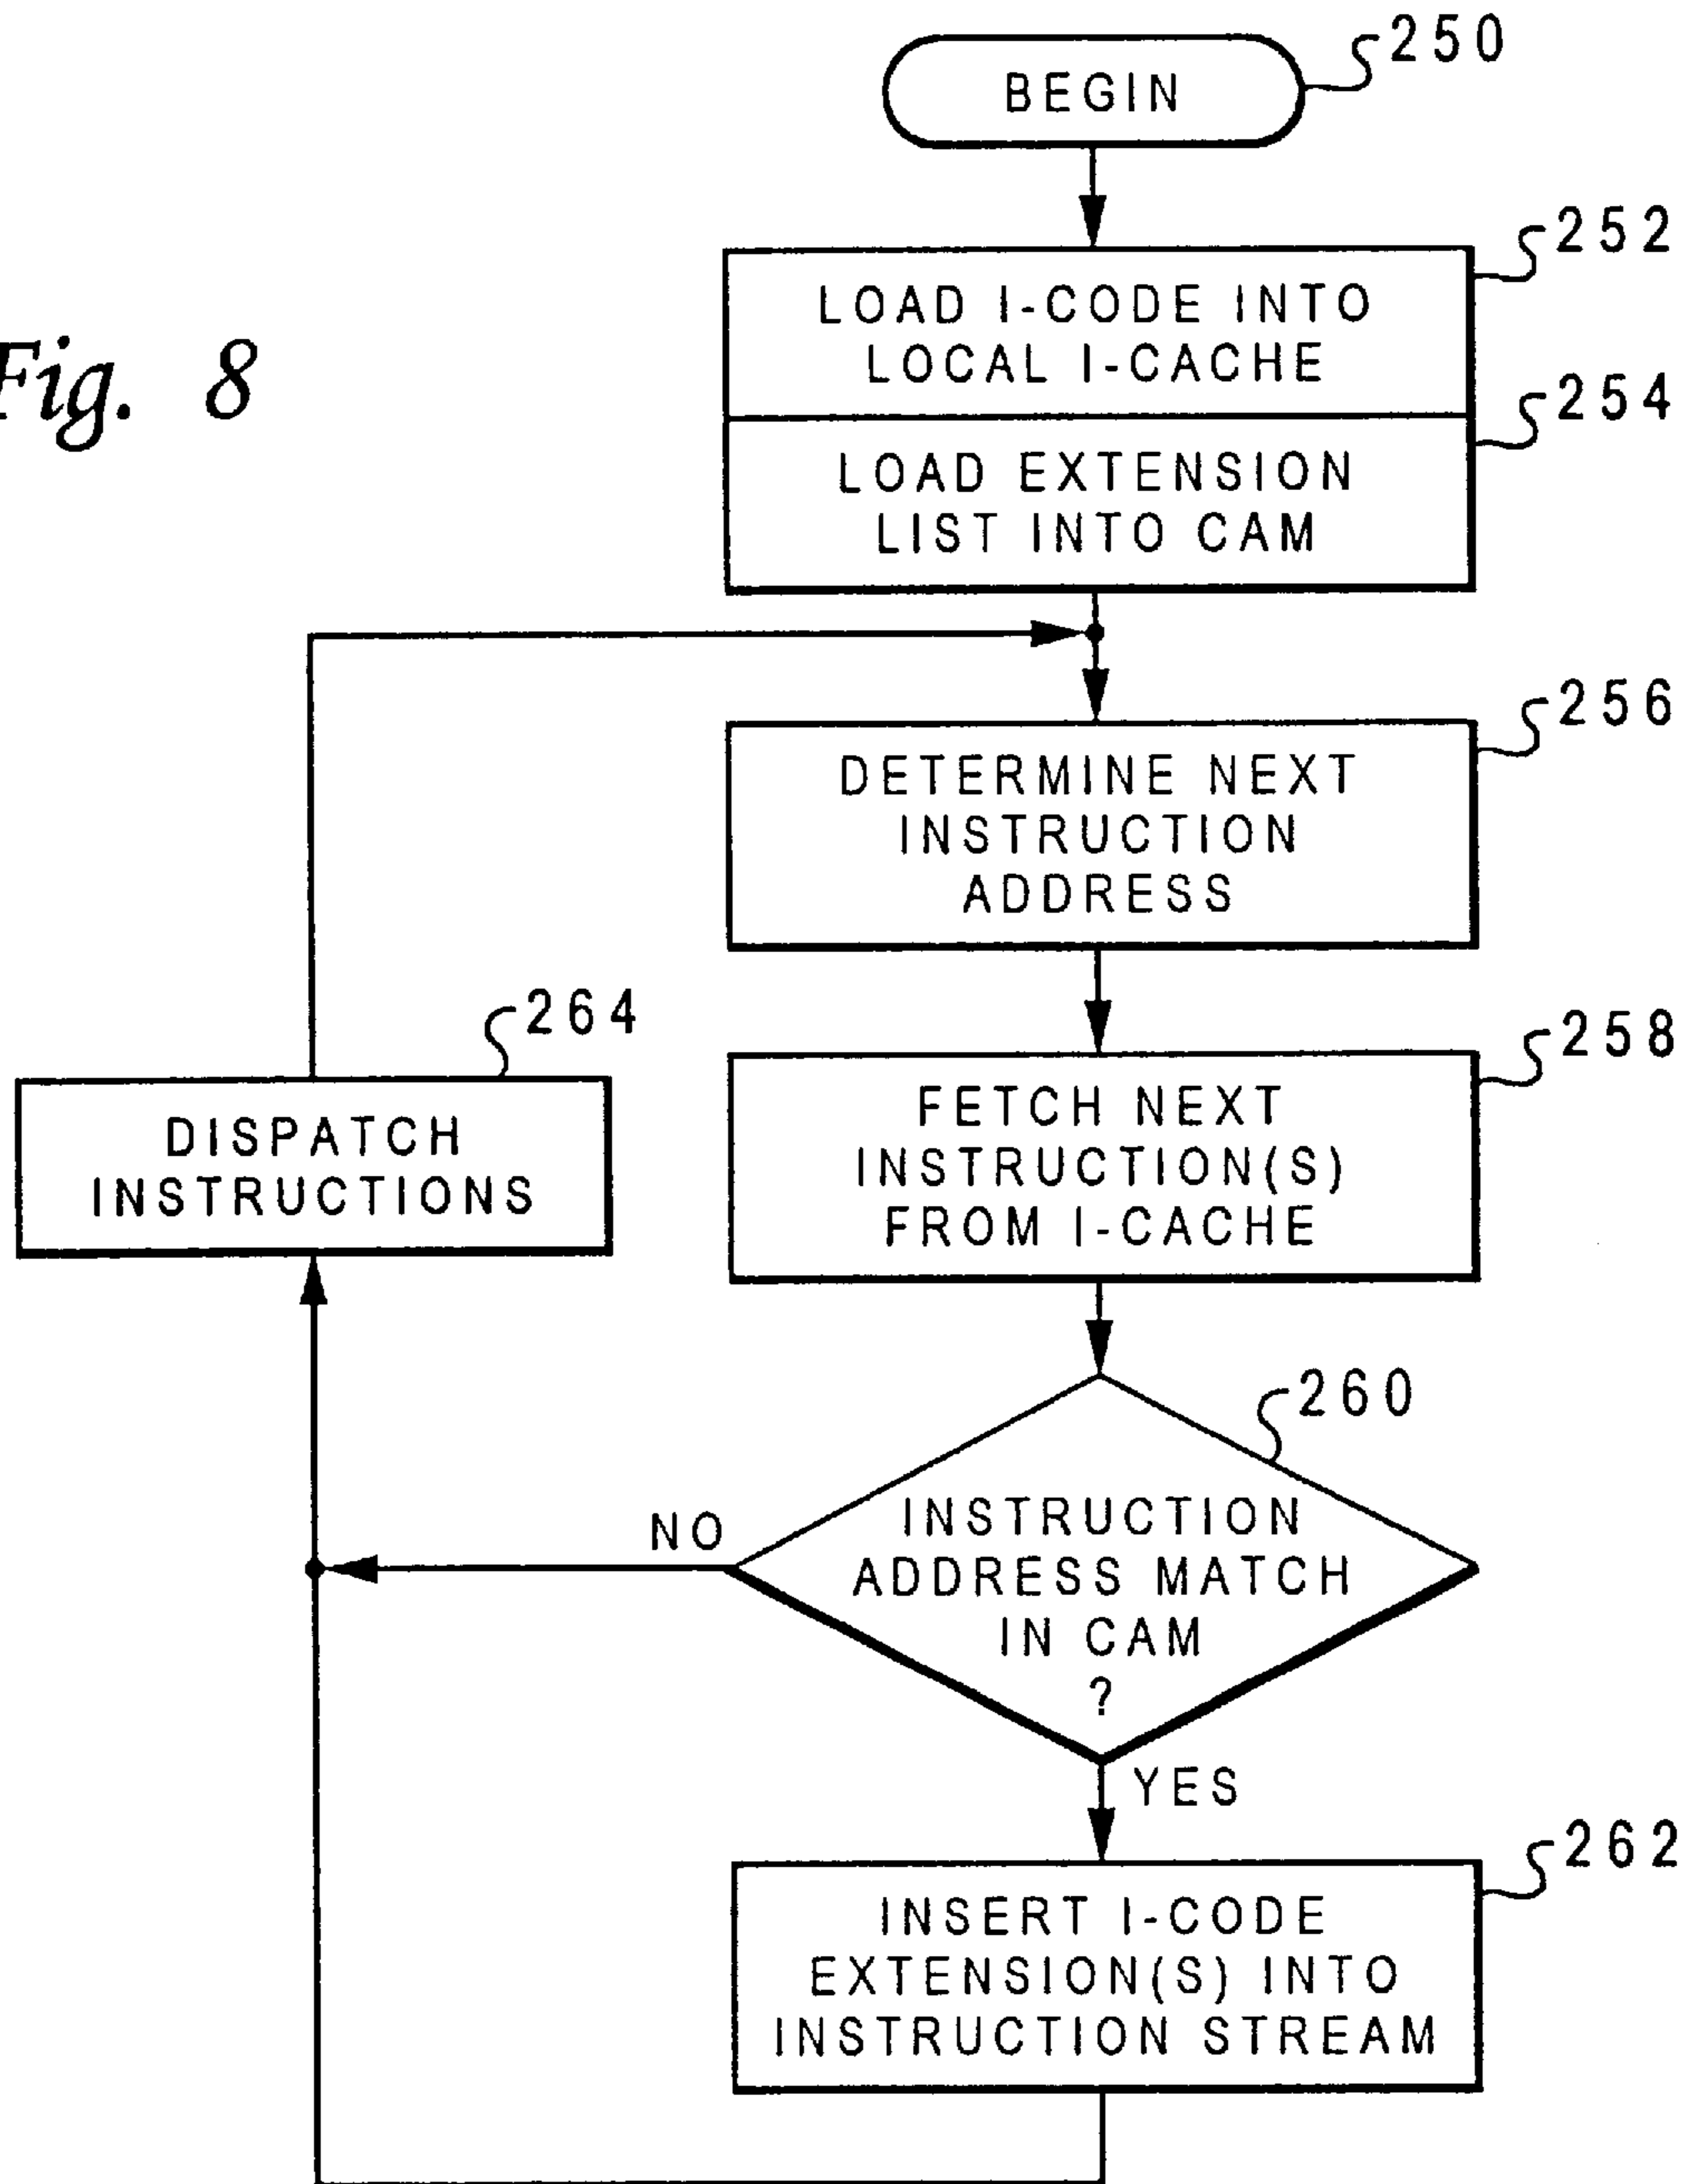 Fig. 8
BEGIN
250
LOAD I-CODE INTO
LOCAL I-CACHE
252
LOAD EXTENSION
LIST INTO CAM
254
DETERMINE NEXT
INSTRUCTION
ADDRESS
256
FETCH NEXT
INSTRUCTION(S)
FROM I-CACHE
258
INSTRUCTION
ADDRESS MATCH
IN CAM
?
260
NO
YES
INSERT I-CODE
EXTENSION(S) INTO
INSTRUCTION STREAM
262
DISPATCH
INSTRUCTIONS
264